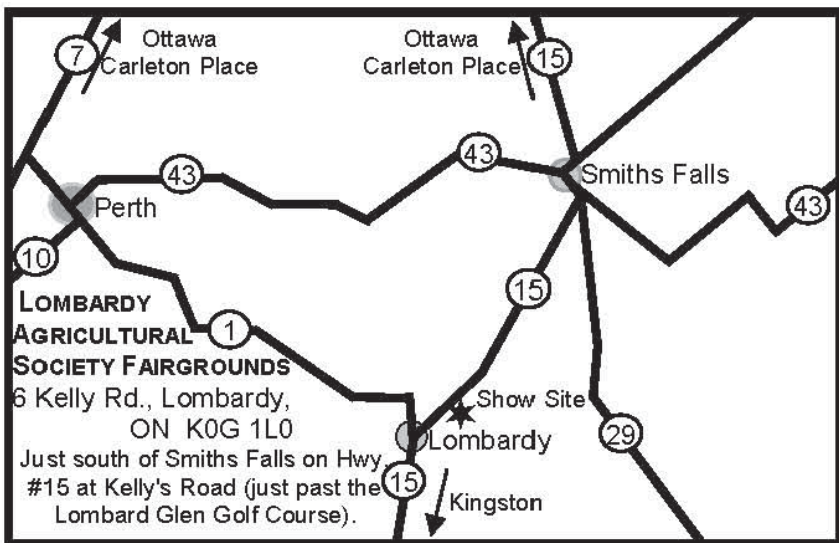 Ottawa
Carleton Place
7
Ottawa
Carleton Place
15
43
43
Smiths Falls
43
Perth
10
15
LOMBARDY
AGRICULTURAL
1
SOCIETY FAIRGROUNDS
6 Kelly Rd., Lombardy,
ON K0G 1L0
Just south of Smiths Falls on Hwy
#15 at Kelly's Road (just past the
Lombard Glen Golf Course).
Show Site
Lombardy
29
15
Kingston